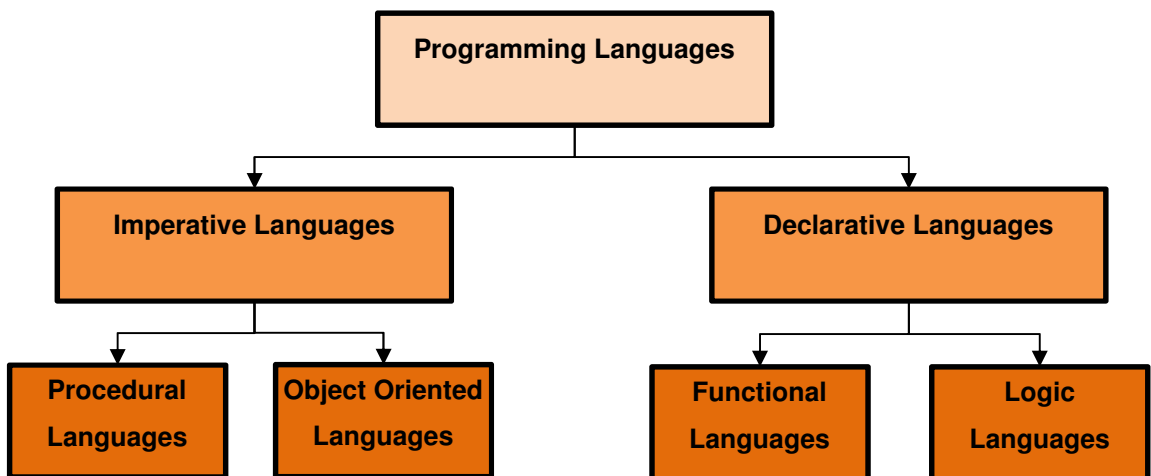 Programming Languages
Imperative Languages
Declarative Languages
Procedural
Languages
Object Oriented
Languages
Functional
Languages
Logic
Languages